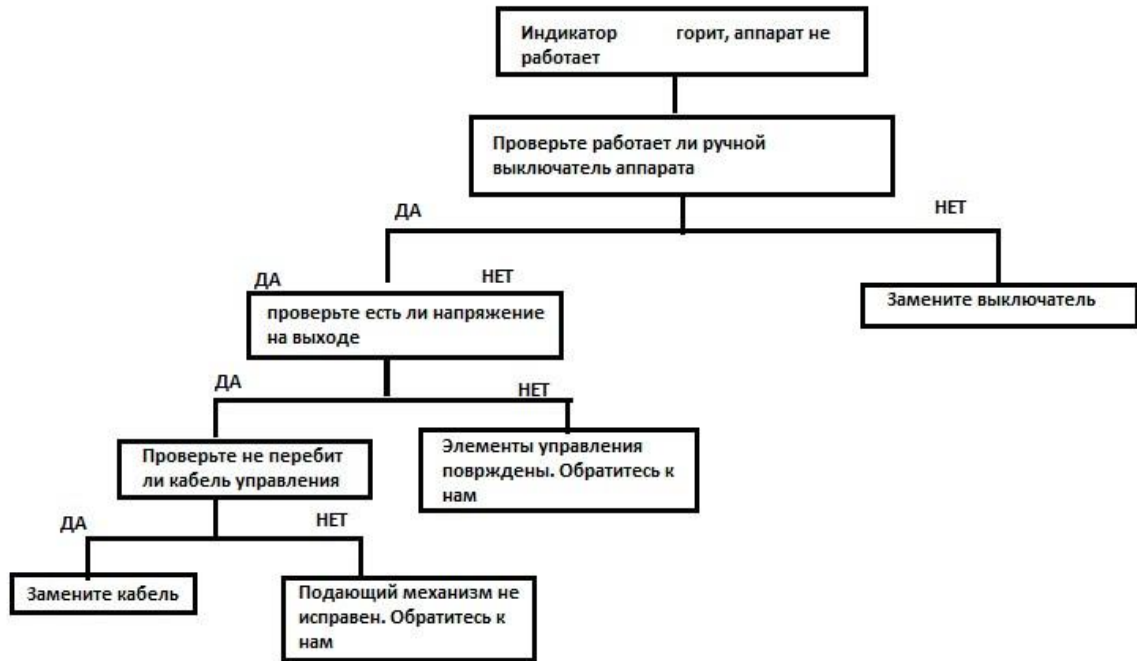 Индикатор горит, аппарат не
работает
Проверьте работает ли ручной
выключатель аппарата
ДА
НЕТ
ДА
НЕТ
Замените выключатель
проверьте есть ли напряжение
на выходе
ДА
НЕТ
Проверьте не перебит
ли кабель управления
Элементы управления
поврждены. Обратитесь к
нам
ДА
НЕТ
Замените кабель
Подающий механизм не
исправен. Обратитесь к
нам